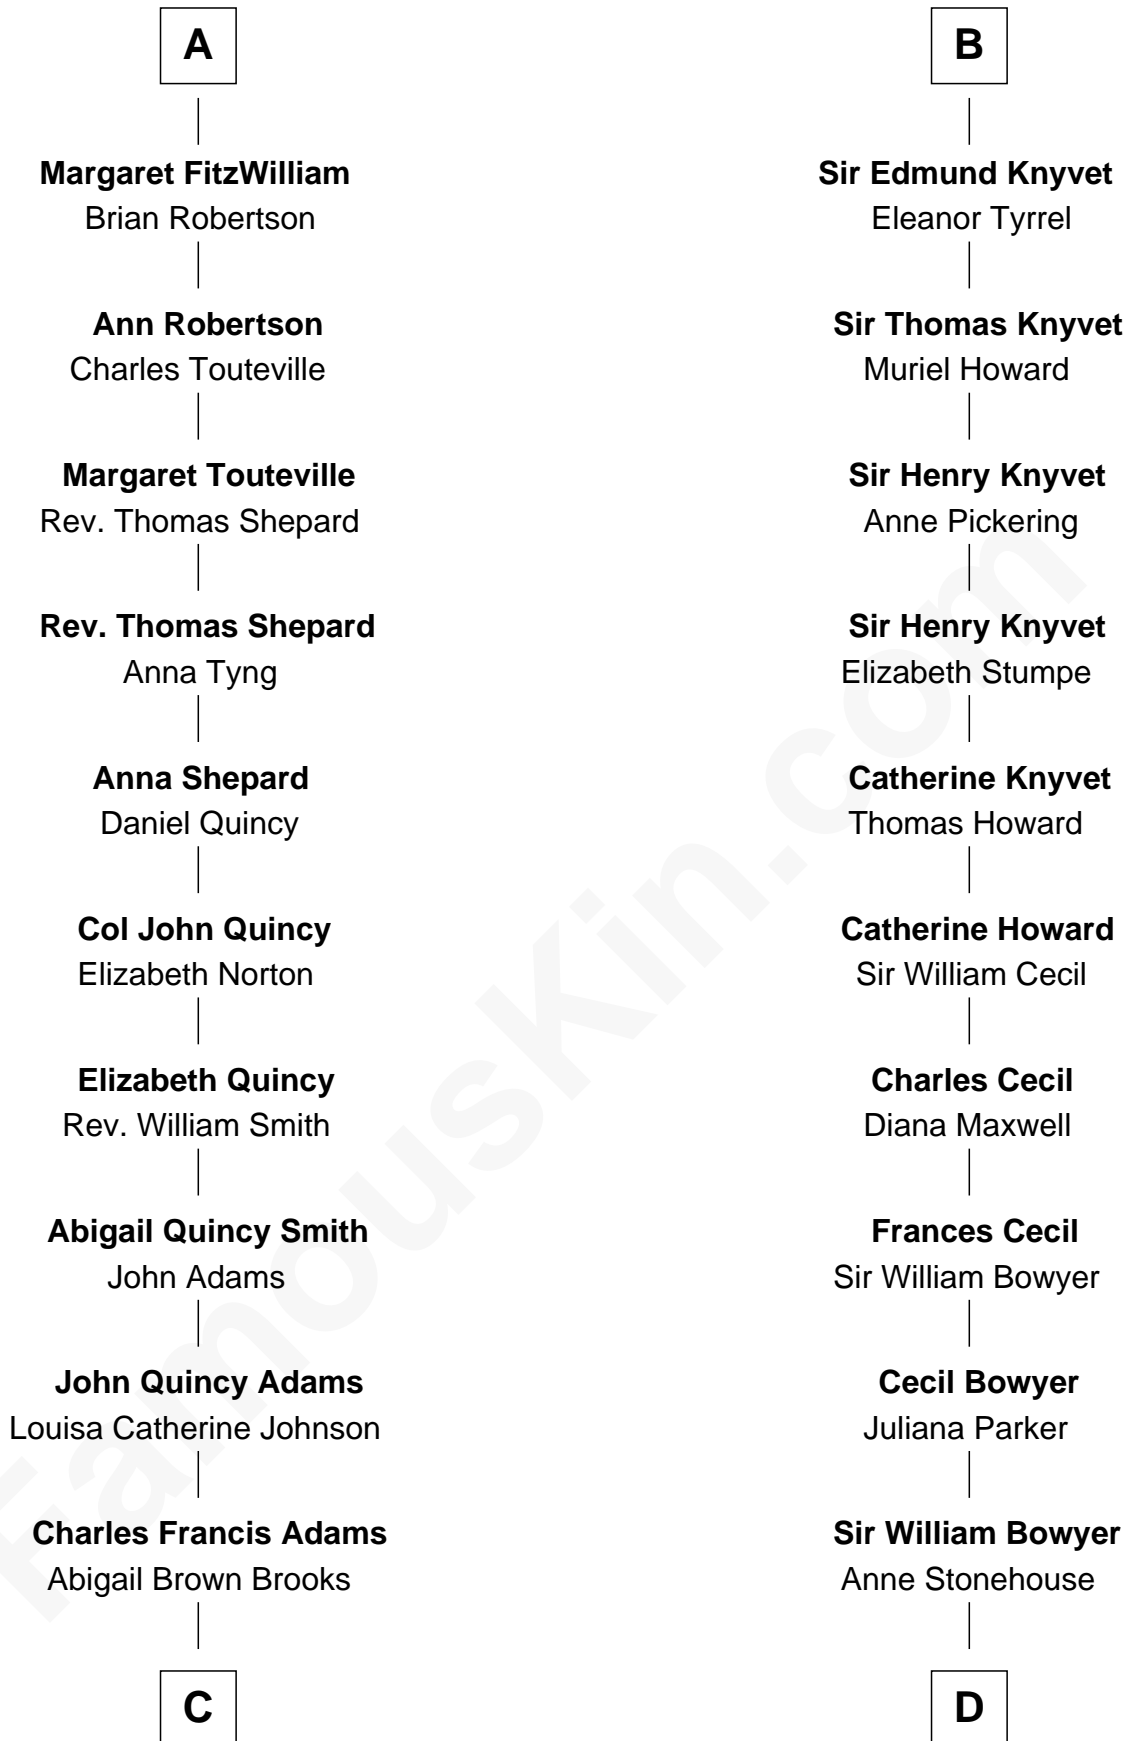 A
Margaret FitzWilliam
Brian Robertson
Ann Robertson
Charles Touteville
Margaret Touteville
Rev. Thomas Shepard
Rev. Thomas Shepard
Anna Tyng
Anna Shepard
Daniel Quincy
Col John Quincy
Elizabeth Norton
Elizabeth Quincy
Rev. William Smith
Abigail Quincy Smith
John Adams
John Quincy Adams
Louisa Catherine Johnson
Charles Francis Adams
Abigail Brown Brooks
C
B
Sir Edmund Knyvet
Eleanor Tyrrel
Sir Thomas Knyvet
Muriel Howard
Sir Henry Knyvet
Anne Pickering
Sir Henry Knyvet
Elizabeth Stumpe
Catherine Knyvet
Thomas Howard
Catherine Howard
Sir William Cecil
Charles Cecil
Diana Maxwell
Frances Cecil
Sir William Bowyer
Cecil Bowyer
Juliana Parker
Sir William Bowyer
Anne Stonehouse
D
FamousKin.com